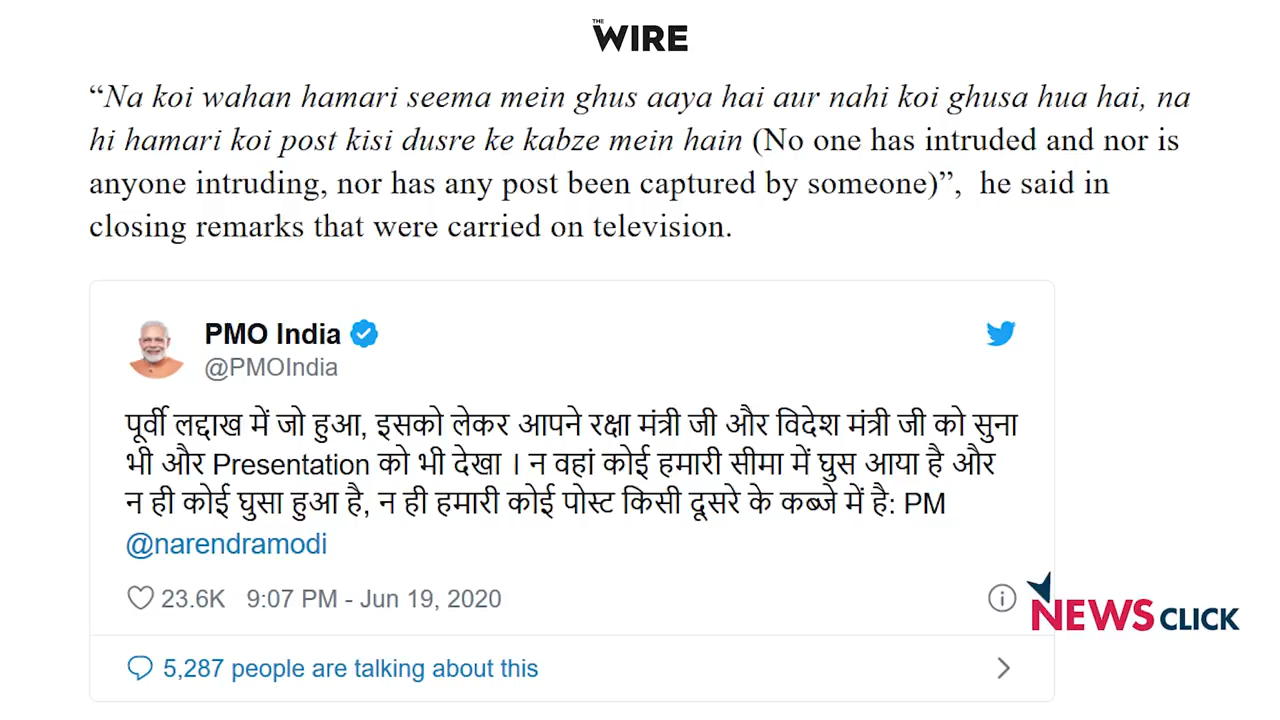 THE
WIRE
“Na koi wahan hamari seema mein ghus aaya hai aur nahi koi ghusa hua hai, na
hi hamari koi post kisi dusre ke kabze mein hain (No one has intruded and nor is
anyone intruding, nor has any post been captured by someone)”,  he said in
closing remarks that were carried on television.
PMO India
@PMOIndia
पूर्वी लद्दाख में जो हुआ, इसको लेकर आपने रक्षा मंत्री जी और विदेश मंत्री जी को सुना
भी और Presentation को भी देखा । न वहां कोई हमारी सीमा में घुस आया है और
न ही कोई घुसा हुआ है, न ही हमारी कोई पोस्ट किसी दूसरे के कब्जे में है: PM
@narendramodi
23.6K 9:07 PM - Jun 19, 2020
NEWSCLICK
5,287 people are talking about this